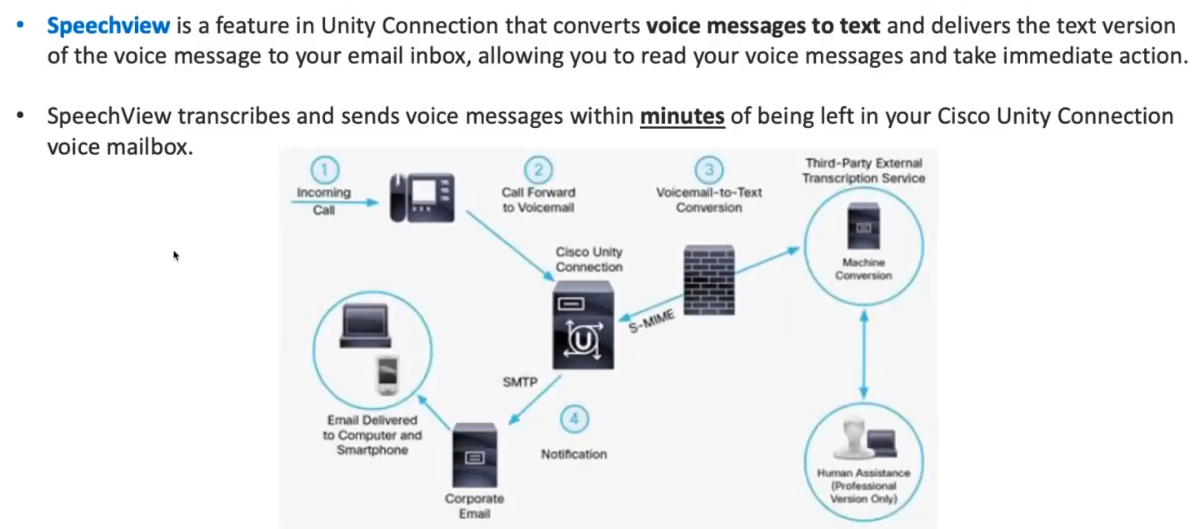 • Speechview is a feature in Unity Connection that converts voice messages to text and delivers the text version
of the voice message to your email inbox, allowing you to read your voice messages and take immediate action.
• SpeechView transcribes and sends voice messages within minutes of being left in your Cisco Unity Connection
voice mailbox.
1
Incoming
Call
2
Call Forward
to Voicemail
3
Voicemail-to-Text
Conversion
Third-Party External
Transcription Service
Machine
Conversion
Cisco Unity
Connection
U
S-MIME
SMTP
4
Notification
Email Delivered
to Computer and
Smartphone
Corporate
Email
Human Assistance
(Professional
Version Only)